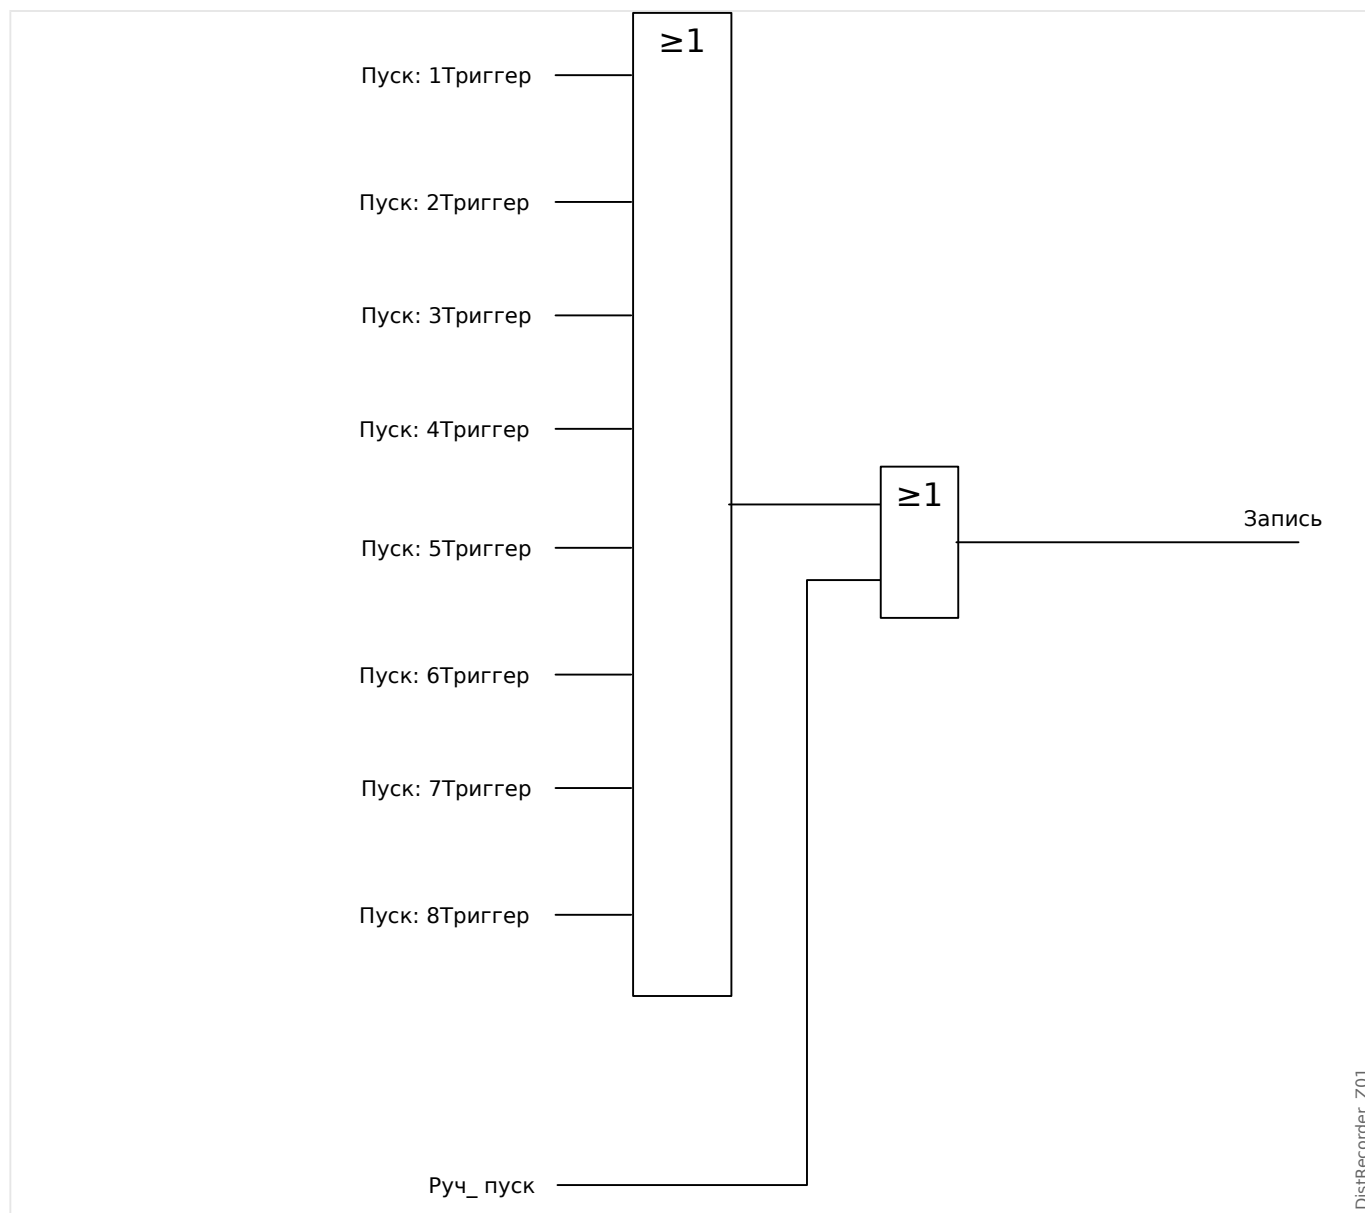 ≥1
Пуск: 1Триггер
Пуск: 2Триггер
Пуск: 3Триггер
Пуск: 4Триггер
≥1
Запись
Пуск: 5Триггер
Пуск: 6Триггер
Пуск: 7Триггер
Пуск: 8Триггер
Руч_ пуск
DistRecorder_Z01